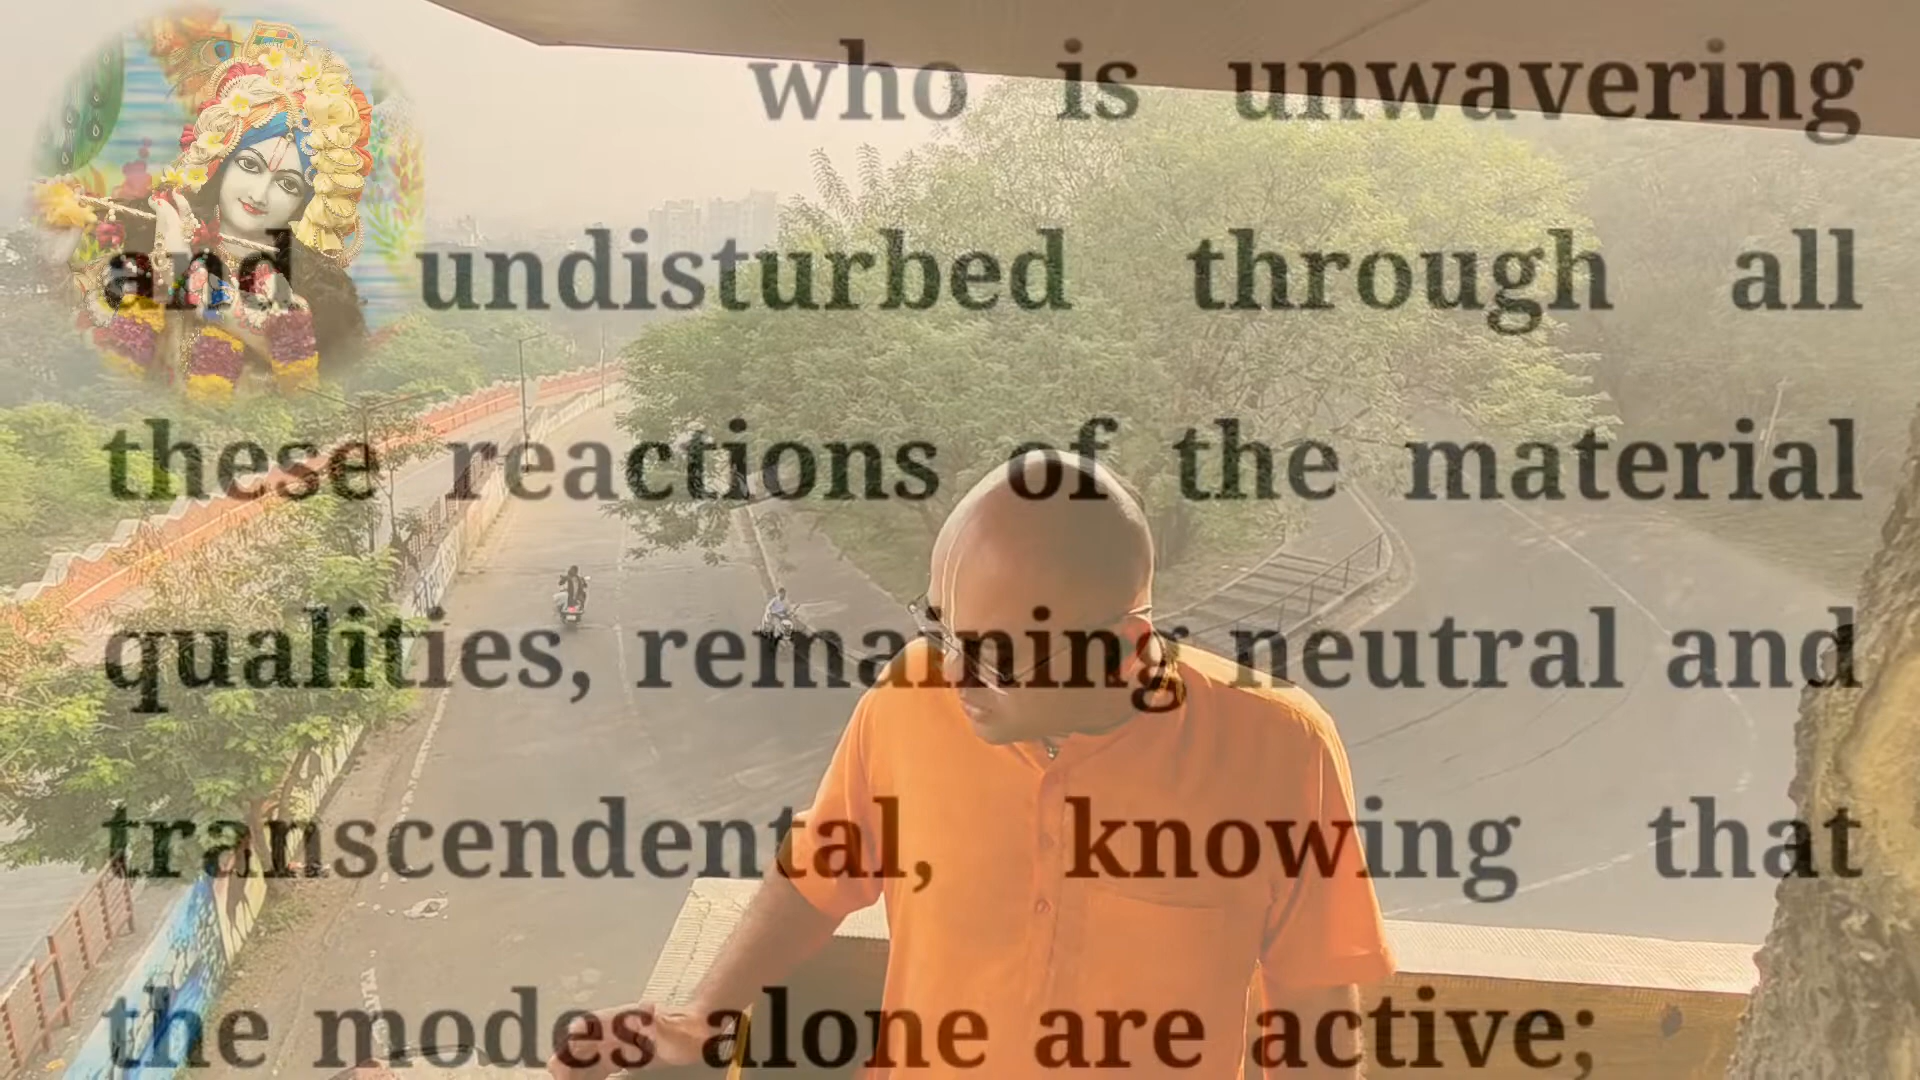 who is unwavering
and undisturbed through all
these reactions of the material
qualities, remaining neutral and
transcendental, knowing that
the modes alone are active;